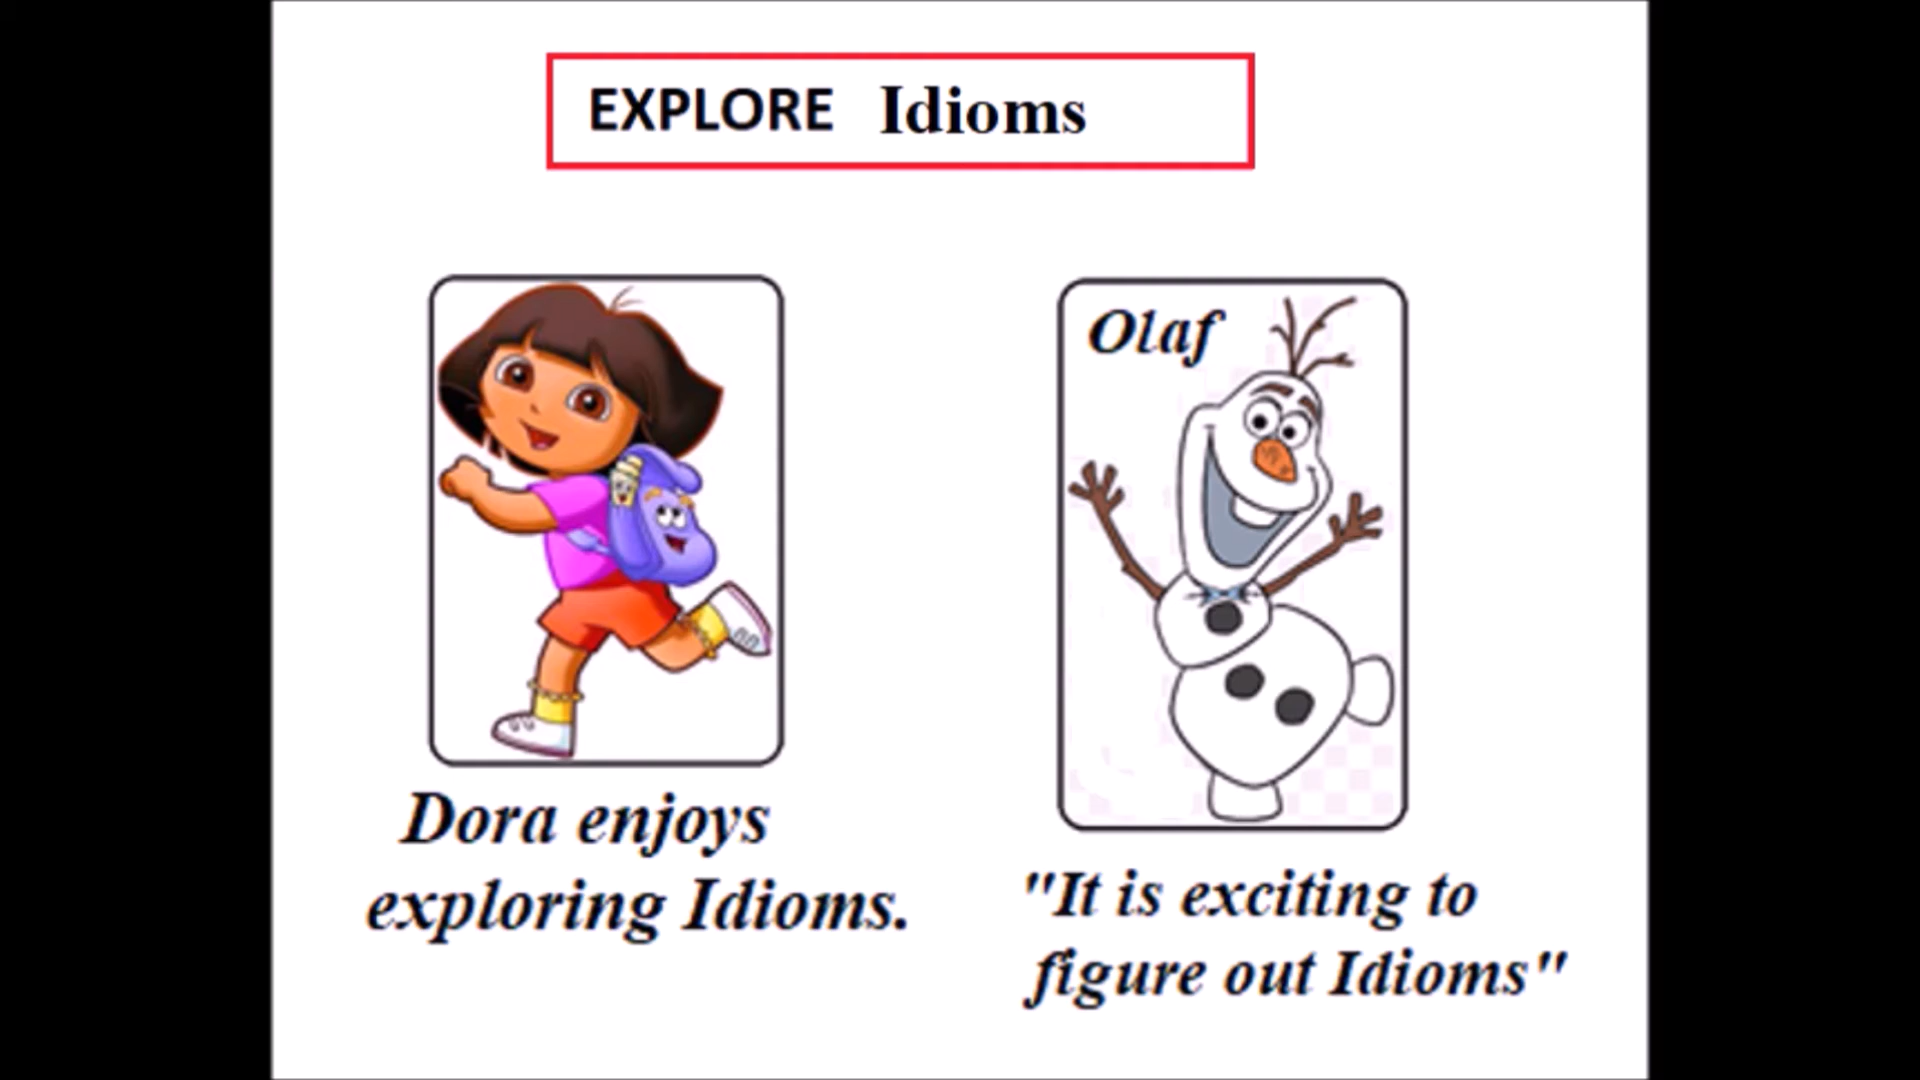 EXPLORE Idioms
Olaf
Dora enjoys
exploring Idioms.
"It is exciting to
figure out Idioms"